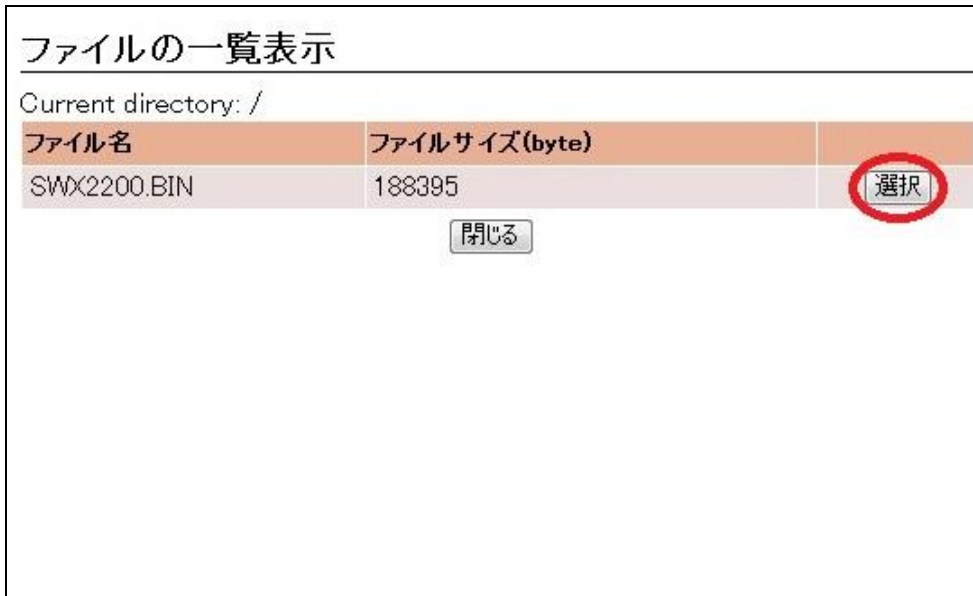 ファイルの一覧表示
Current directory: /
ファイル名 ファイルサイズ(byte)
SWX2200.BIN 188395 選択
閉じる